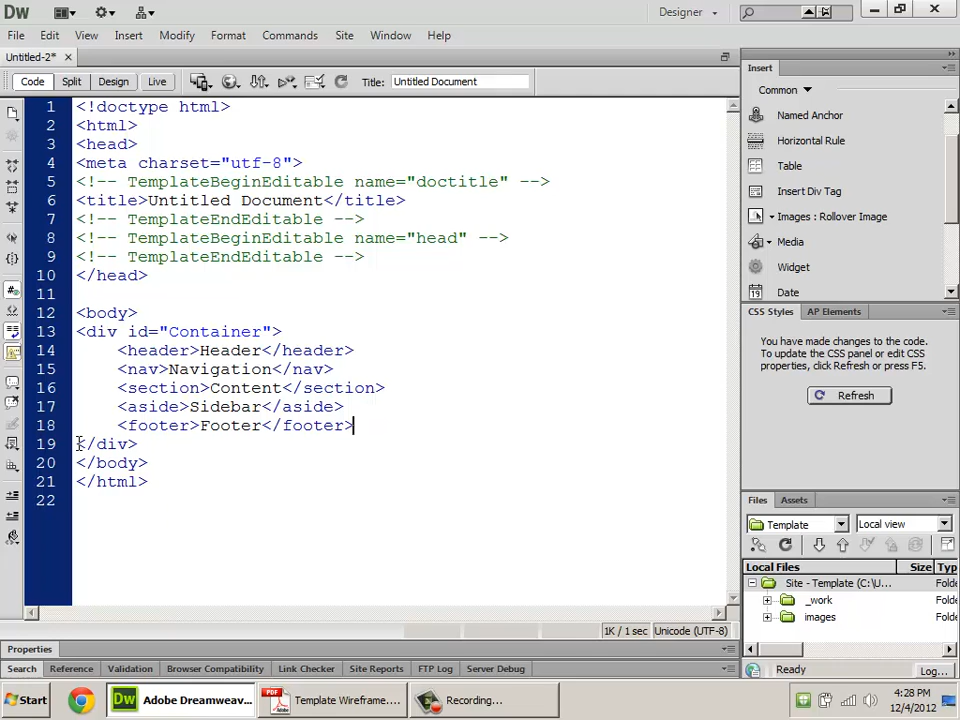 Dw Designer
File Edit View Insert Modify Format Commands Site Window Help
Untitled-2*
Code Split Design Live Title: Untitled Document
1 <!doctype html>
2 <html>
3 <head>
4 <meta charset="utf-8">
5 <!-- TemplateBeginEditable name="doctitle" -->
6 <title>Untitled Document</title>
7 <!-- TemplateEndEditable -->
8 <!-- TemplateBeginEditable name="head" -->
9 <!-- TemplateEndEditable -->
10 </head>
11
12 <body>
13 <div id="Container">
14 <header>Header</header>
15 <nav>Navigation</nav>
16 <section>Content</section>
17 <aside>Sidebar</aside>
18 <footer>Footer</footer>
19 </div>
20 </body>
21 </html>
22
1K / 1 sec Unicode (UTF-8)
Properties
Search Reference Validation Browser Compatibility Link Checker Site Reports FTP Log Server Debug
Insert
Common
Named Anchor
Horizontal Rule
Table
Insert Div Tag
Images : Rollover Image
Media
Widget
19 Date
CSS Styles AP Elements
You have made changes to the code.
To update the CSS panel or edit CSS
properties, click Refresh or press F5.
Refresh
Files Assets
Template Local view
Local Files Size Typ
Site - Template (C:\U... Folde
_work Folde
images Folde
Ready Log...
Start Adobe Dreamweav... Template Wireframe.... Recording...
4:28 PM
12/4/2012